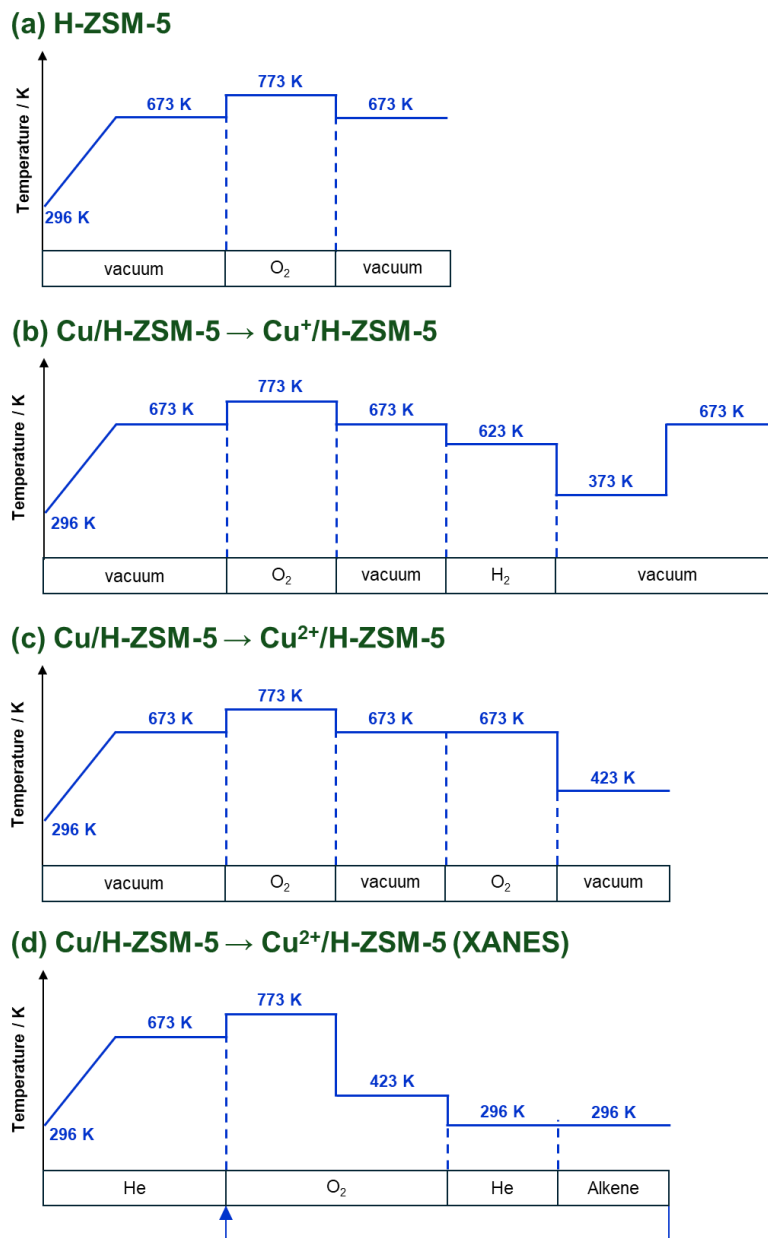 (a) H-ZSM-5
Temperature / K
296 K
673 K
773 K
673 K
vacuum
O₂
vacuum
(b) Cu/H-ZSM-5 → Cu⁺/H-ZSM-5
Temperature / K
296 K
673 K
773 K
673 K
623 K
373 K
673 K
vacuum
O₂
vacuum
H₂
vacuum
(c) Cu/H-ZSM-5 → Cu²⁺/H-ZSM-5
Temperature / K
296 K
673 K
773 K
673 K
673 K
423 K
vacuum
O₂
vacuum
O₂
vacuum
(d) Cu/H-ZSM-5 → Cu²⁺/H-ZSM-5 (XANES)
Temperature / K
296 K
673 K
773 K
423 K
296 K
296 K
He
O₂
He
Alkene